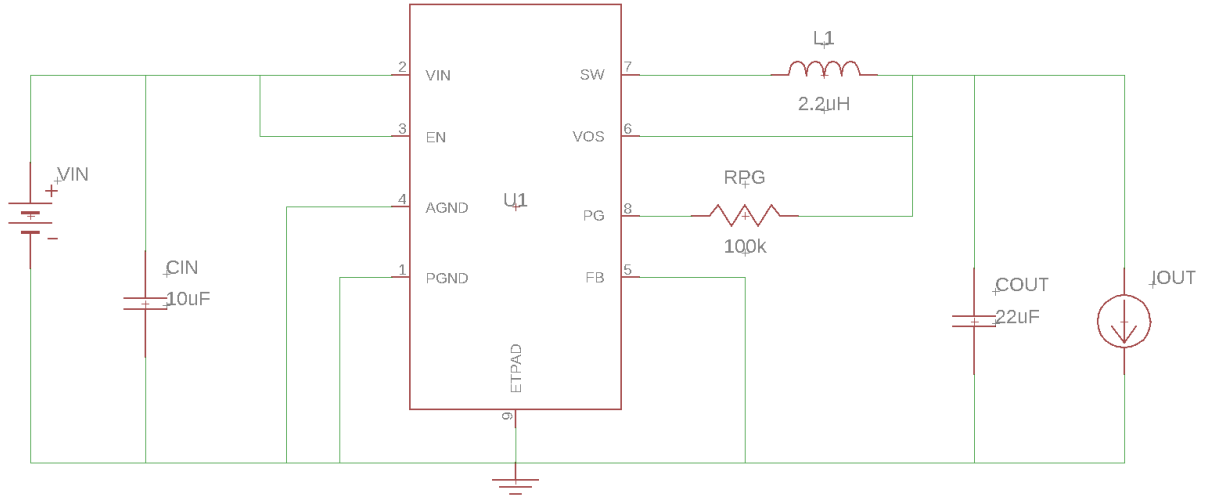 L1
2
VIN
SW
7
2.2uH
3
EN
VOS
6
VIN
+
RPG
4
AGND
U1
PG
8
-
100k
CIN
10uF
1
PGND
FB
5
COUT
22uF
IOUT
ETPAD
9